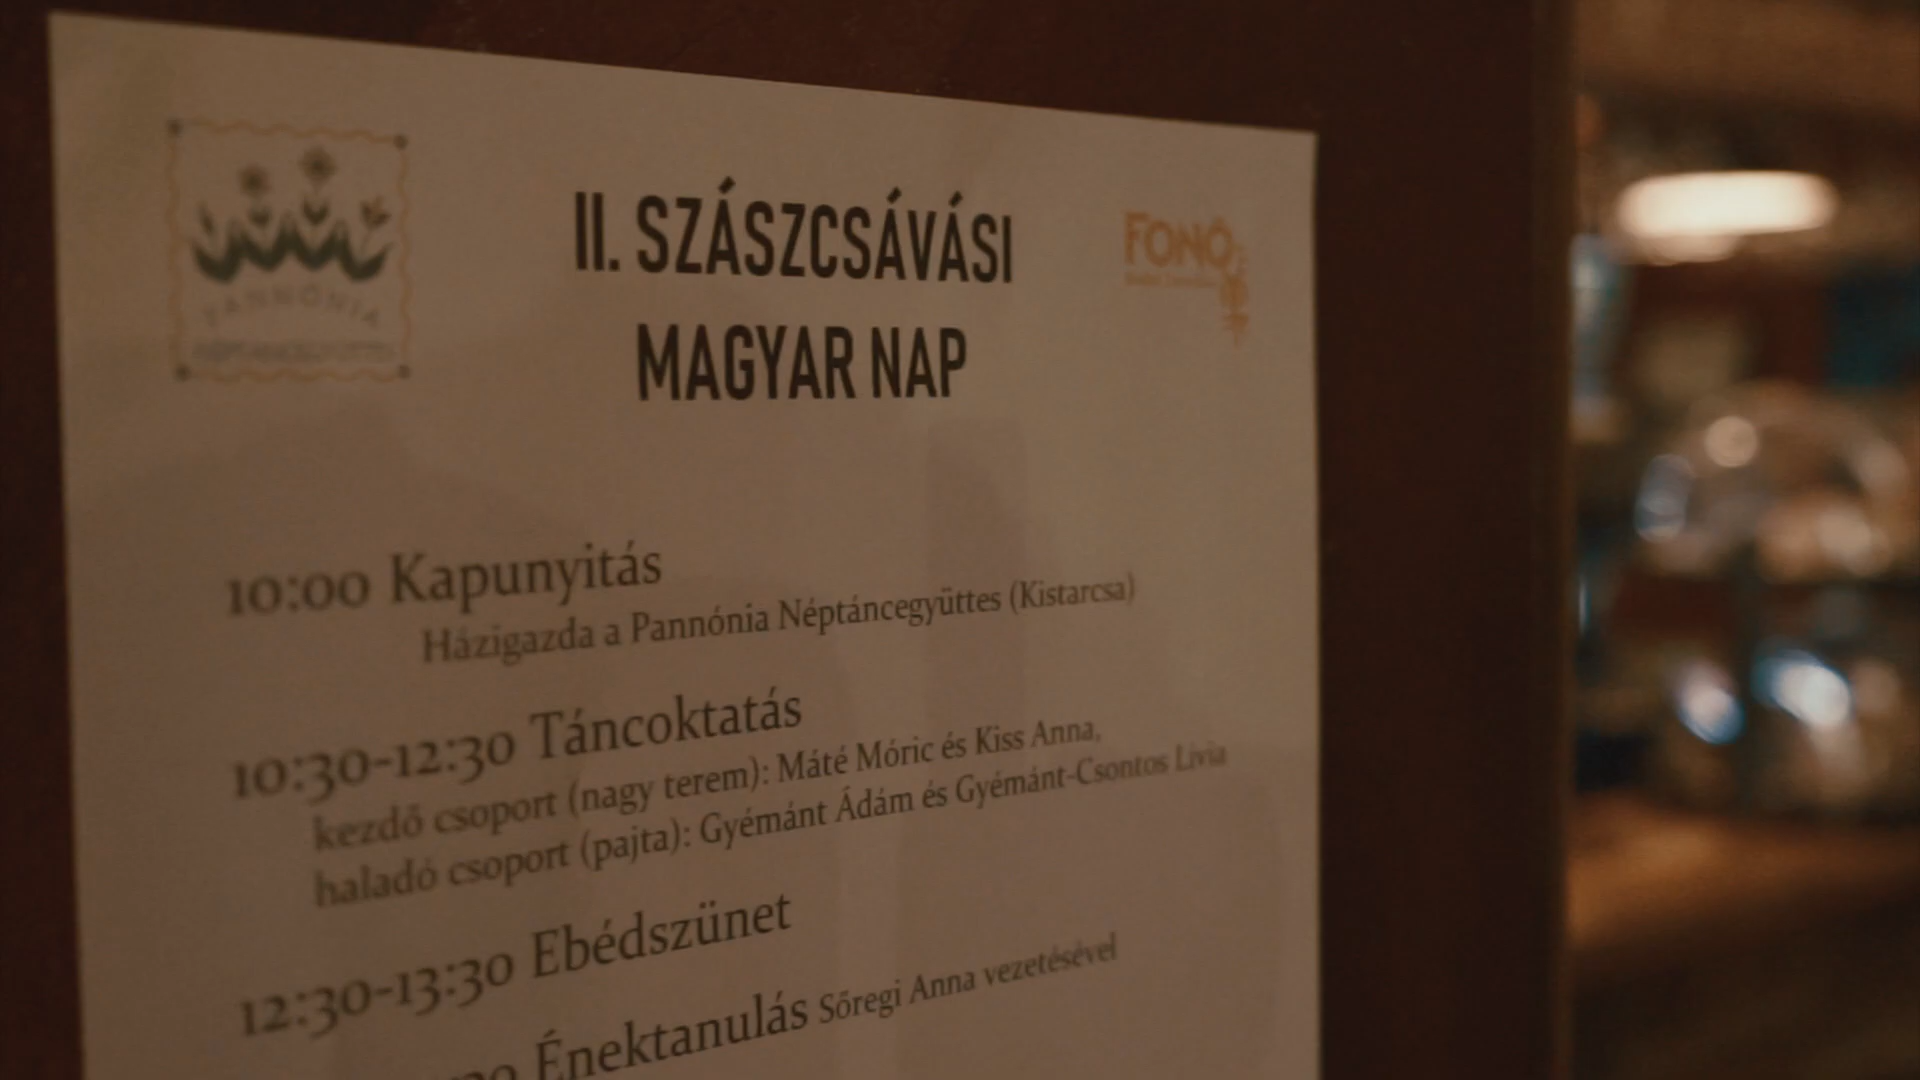 PANNÓNIA
NÉPTÁNCEGYÜTTES
II. SZÁSZCSÁVÁSI
MAGYAR NAP
FONÓ
10:00 Kapunyitás
Házigazda a Pannónia Néptáncegyüttes (Kistarcsa)
10:30-12:30 Táncoktatás
kezdő csoport (nagy terem): Máté Móric és Kiss Anna,
haladó csoport (pajta): Gyémánt Ádám és Gyémánt-Csontos Lívia
12:30-13:30 Ebédszünet
Énektanulás Sőregi Anna vezetésével